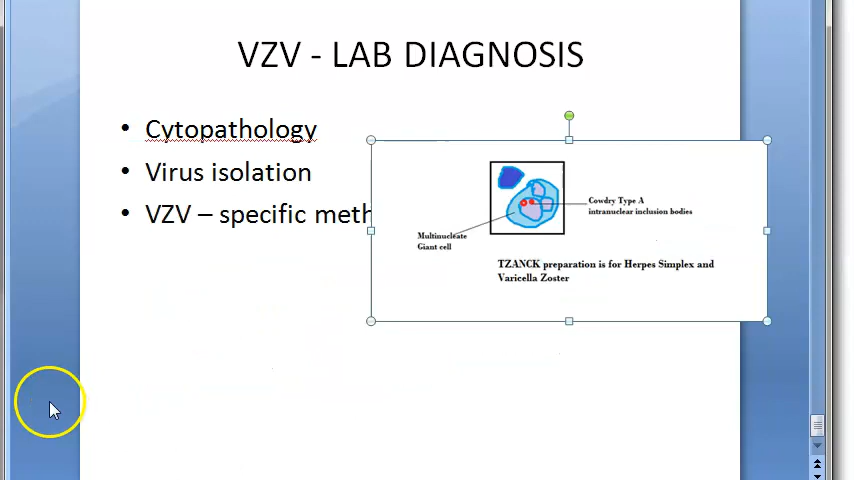 VZV - LAB DIAGNOSIS
• Cytopathology
• Virus isolation
• VZV – specific meth
Cowdry Type A
intranuclear inclusion bodies
Multinucleate
Giant cell
TZANCK preparation is for Herpes Simplex and
Varicella Zoster